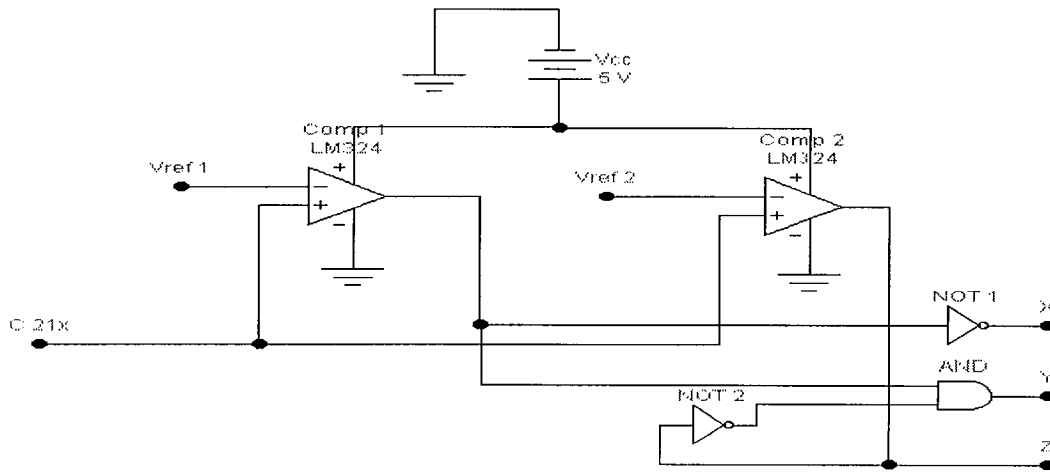 Vcc
5 V
Comp 1
LM324
+
Vref 1
−
+
−
Comp 2
LM324
+
Vref 2
−
+
−
C 21X
NOT 1
X
AND
Y
NOT 2
Z